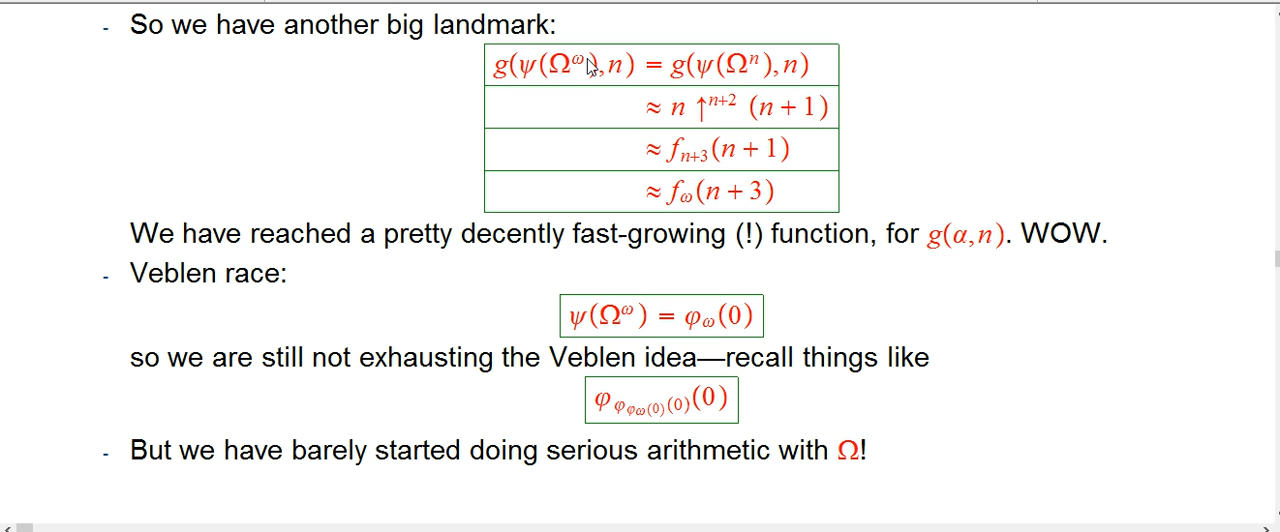 - So we have another big landmark:
g(ψ(Ω^ω), n) = g(ψ(Ωⁿ), n)
≈ n ↑ⁿ⁺² (n + 1)
≈ fₙ₊₃(n + 1)
≈ f_ω(n + 3)
We have reached a pretty decently fast-growing (!) function, for g(α, n). WOW.
- Veblen race:
ψ(Ω^ω) = φ_ω(0)
so we are still not exhausting the Veblen idea—recall things like
φ_{φ_{φ_ω(0)}(0)}(0)
- But we have barely started doing serious arithmetic with Ω!